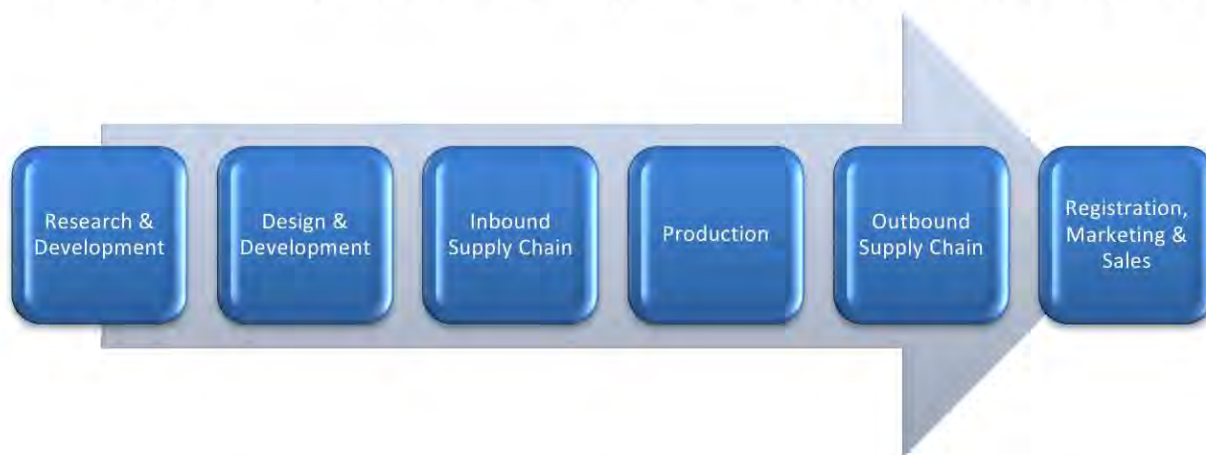 Research &
Development
Design &
Development
Inbound
Supply Chain
Production
Outbound
Supply Chain
Registration,
Marketing &
Sales